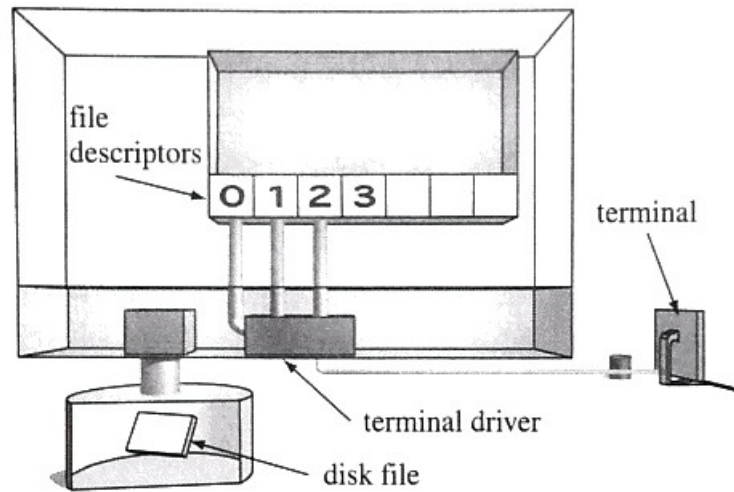 file
descriptors
0 1 2 3
terminal
terminal driver
disk file